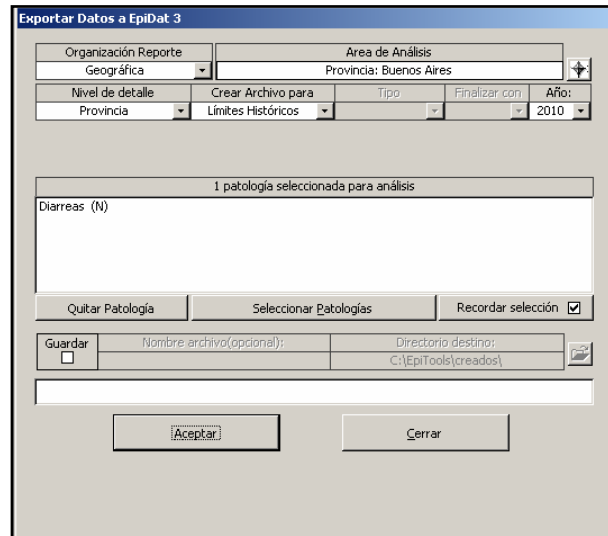 Exportar Datos a EpiDat 3
Organización Reporte Area de Análisis
Geográfica Provincia: Buenos Aires
Nivel de detalle Crear Archivo para Tipo Finalizar con Año:
Provincia Límites Históricos 2010
1 patología seleccionada para análisis
Diarreas (N)
Quitar Patología Seleccionar Patologías Recordar selección
Guardar Nombre archivo(opcional): Directorio destino:
C:\EpiTools\creados\
Aceptar Cerrar